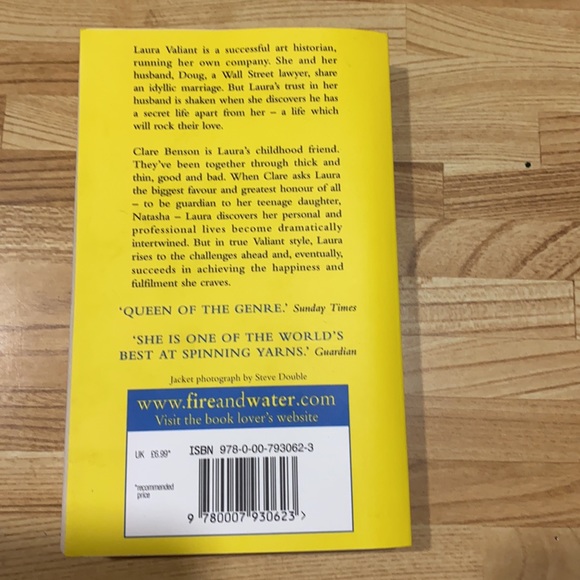 Laura Valiant is a successful art historian,
running her own company. She and her
husband, Doug, a Wall Street lawyer, share
an idyllic marriage. But Laura's trust in her
husband is shaken when she discovers he has
a secret life apart from her – a life which
will rock their love.
Clare Benson is Laura's childhood friend.
They've been together through thick and
thin, good and bad. When Clare asks Laura
the biggest favour and greatest honour of all
– to be guardian to her teenage daughter,
Natasha – Laura discovers her personal and
professional lives become dramatically
intertwined. But in true Valiant style, Laura
rises to the challenges ahead and, eventually,
succeeds in achieving the happiness and
fulfilment she craves.
'QUEEN OF THE GENRE.' Sunday Times
'SHE IS ONE OF THE WORLD'S
BEST AT SPINNING YARNS.' Guardian
Jacket photograph by Steve Double
www.fireandwater.com
Visit the book lover's website
UK £6.99*
ISBN 978-0-00-793062-3
*recommended
price
9 780007 930623 >